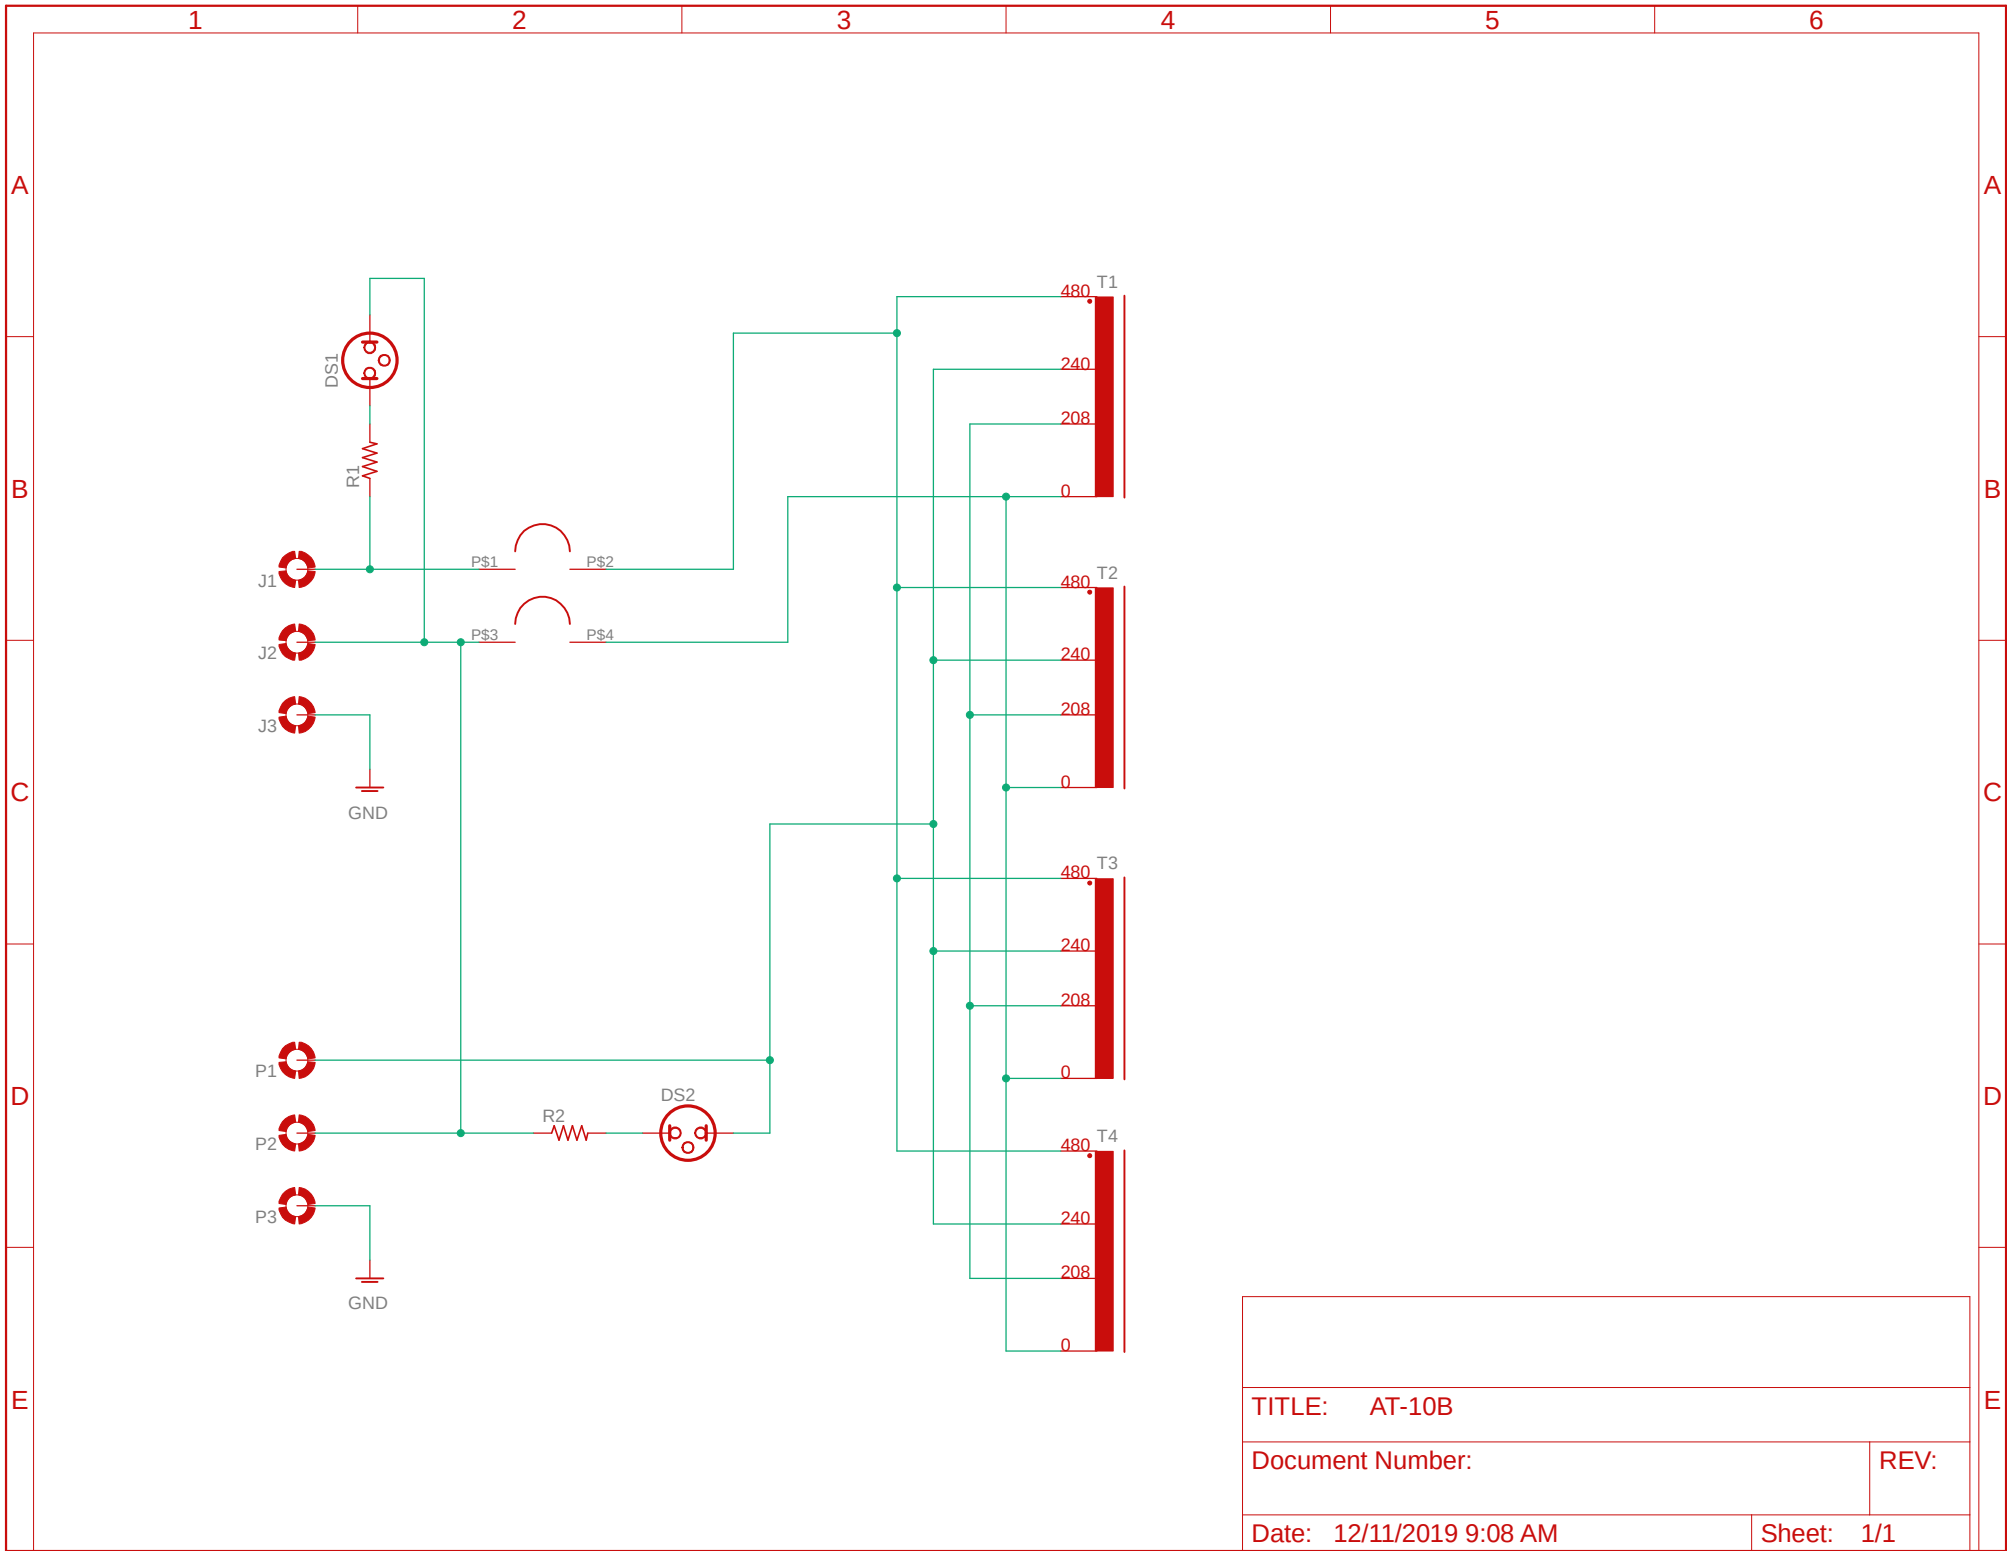 1 2 3 4 5 6
A A
T1
480
240
DS1
208
R1
B B
0
J1 P$1 P$2
T2
480
J2 P$3 P$4
240
208
J3
0
C C
GND
T3
480
240
208
P1
0
D D
DS2
R2
P2
T4
480
P3
240
208
GND
0
E E
TITLE: AT-10B
Document Number: REV:
Date: 12/11/2019 9:08 AM Sheet: 1/1